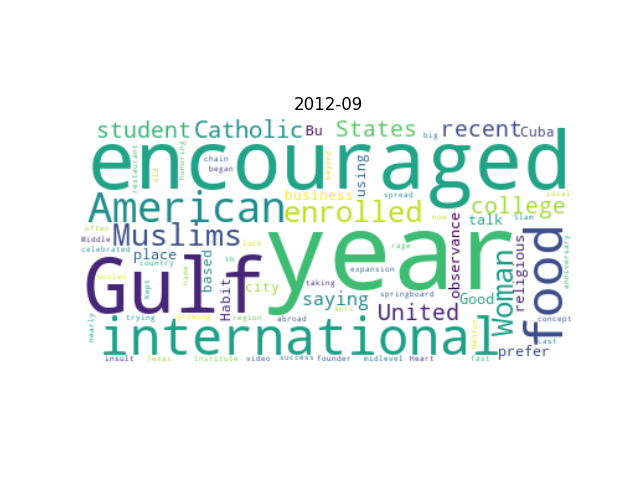 2012-09
student Catholic Bu States big recent Cuba
encouraged
restaurant old honoring chain began beyond using spread business local
American enrolled college
often Muslims talk now Islam
Middle celebrated luck rage observance religious anniversary
Gulf year Woman food
place country based th Habit city name Kept region
expansion taking springboard saying Good
nearly trying abroad United concept
international Last prefer
insult Texas Institute video success founder midlevel Heart fast